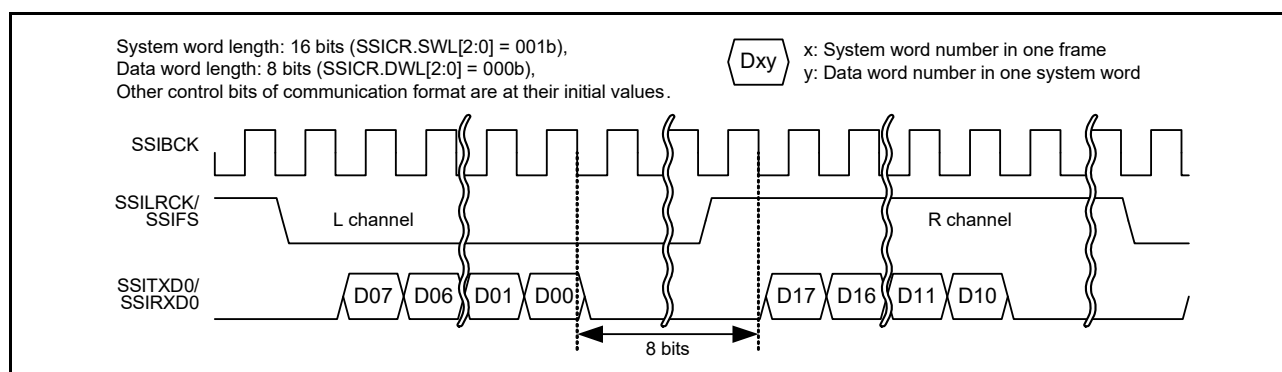 System word length: 16 bits (SSICR.SWL[2:0] = 001b),
Data word length: 8 bits (SSICR.DWL[2:0] = 000b),
Other control bits of communication format are at their initial values.
Dxy
x: System word number in one frame
y: Data word number in one system word
SSIBCK
SSILRCK/
SSIFS
L channel
R channel
SSITXD0/
SSIRXD0
D07 D06 D01 D00 D17 D16 D11 D10
8 bits